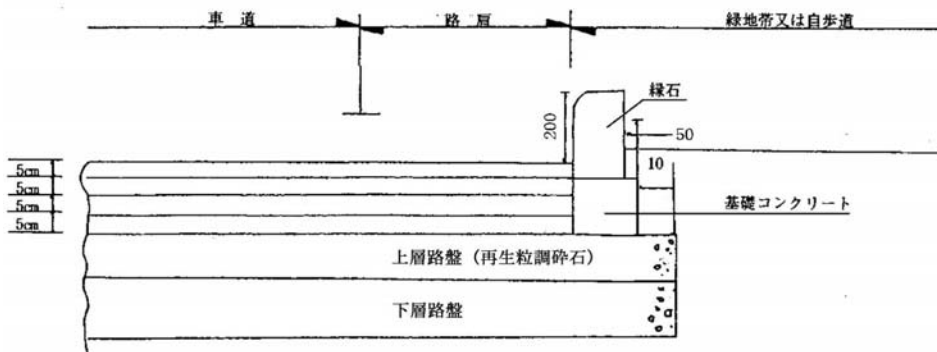 車道 路肩 緑地帯又は自歩道
縁石
200
50
10
5cm
5cm
5cm
5cm
基礎コンクリート
上層路盤（再生粒調砕石）
下層路盤